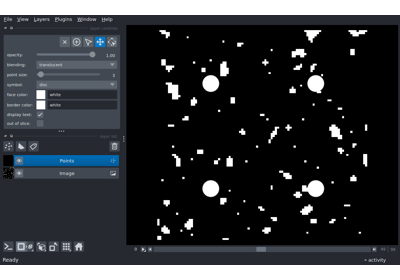 File View Layers Plugins Window Help
opacity: 1.00
blending: translucent
point size:
symbol: disc
face color: white
border color: white
display text: ✓
out of slice:
Points
Image
Ready activity